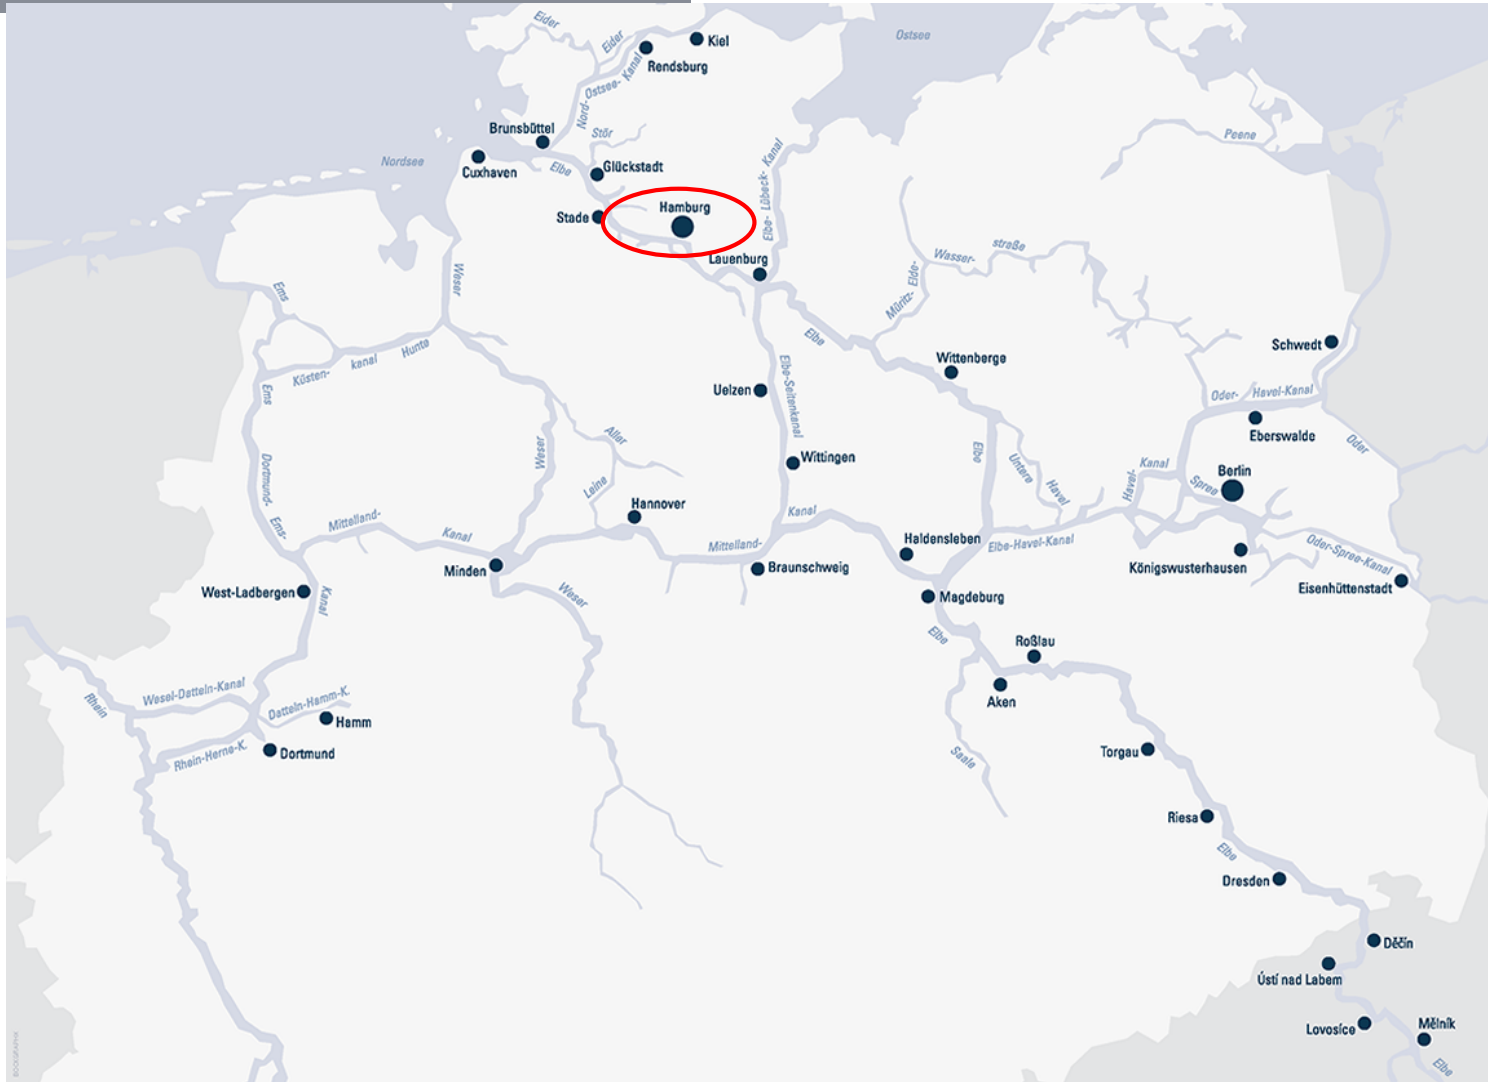 Eider
Eider
Kiel
Rendsburg
Ostsee
Nord-
Ostsee-
Kanal
Brunsbüttel
Stör
Peene
Nordsee
Cuxhaven
Elbe
Glückstadt
Elbe- Lübeck- Kanal
Stade
Hamburg
Lauenburg
Müritz- Elde-
Wasser-
straße
Weser
Ems
Elbe
Schwedt
Wittenberge
Küsten- kanal Hunte
Ems
Uelzen
Elbe-Seitenkanal
Oder- Havel-Kanal
Eberswalde
Oder
Aller
Weser
Elbe
Untere
Havel
Wittingen
Dortmund-
Ems-
Kanal
Leine
Havel-
Kanal
Spree
Berlin
Hannover
Mittelland-
Kanal
Kanal
Mittelland-
Haldensleben
Elbe-Havel-Kanal
Oder-Spree-Kanal
Minden
Braunschweig
Königswusterhausen
Eisenhüttenstadt
West-Ladbergen
Weser
Magdeburg
Elbe
Roßlau
Aken
Rhein
Wesel-Datteln-Kanal
Datteln-Hamm-K.
Hamm
Rhein-Herne-K.
Dortmund
Saale
Torgau
Riesa
Elbe
Dresden
Děčín
Ústí nad Labem
Lovosíce
Mělník
Elbe